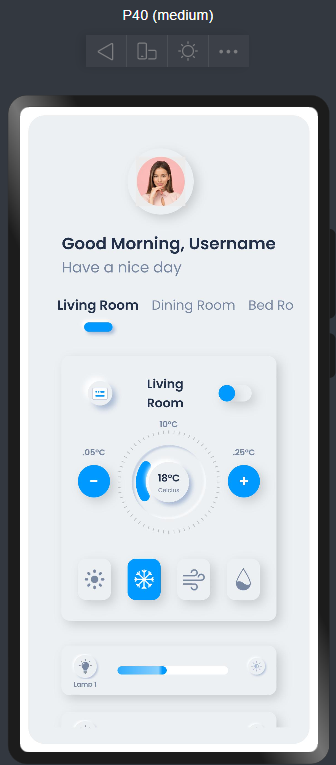 P40 (medium)
Good Morning, Username
Have a nice day
Living Room Dining Room Bed Ro
Living
Room
10°C
.05°C
.25°C
18°C
Celcius
Lamp 1